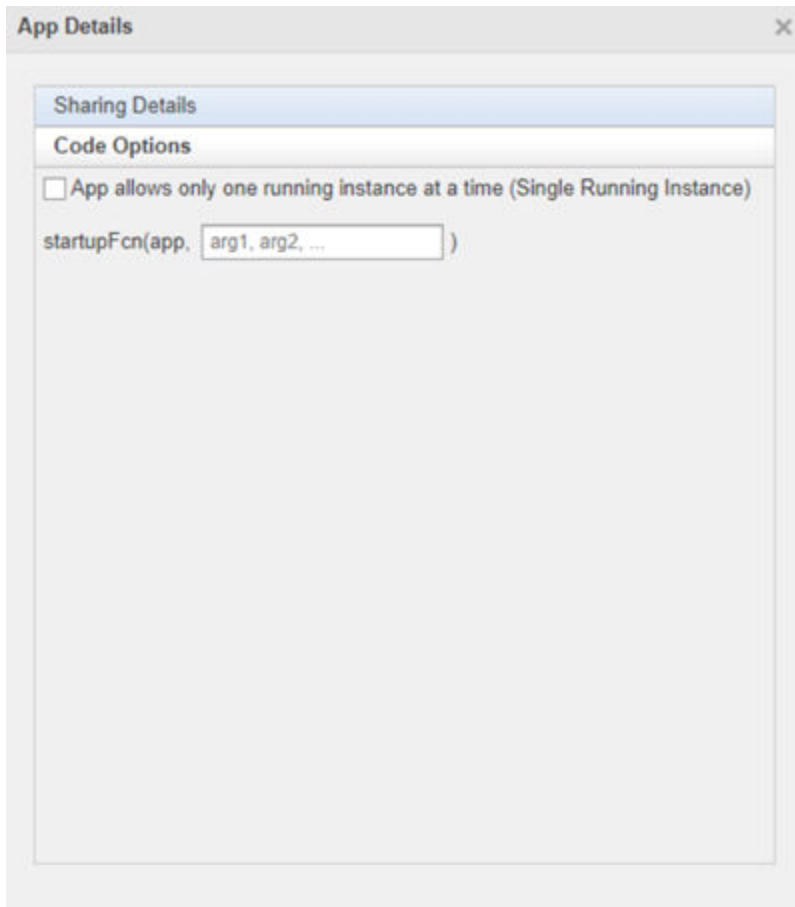 App Details
Sharing Details
Code Options
App allows only one running instance at a time (Single Running Instance)
startupFcn(app, arg1, arg2, ... )